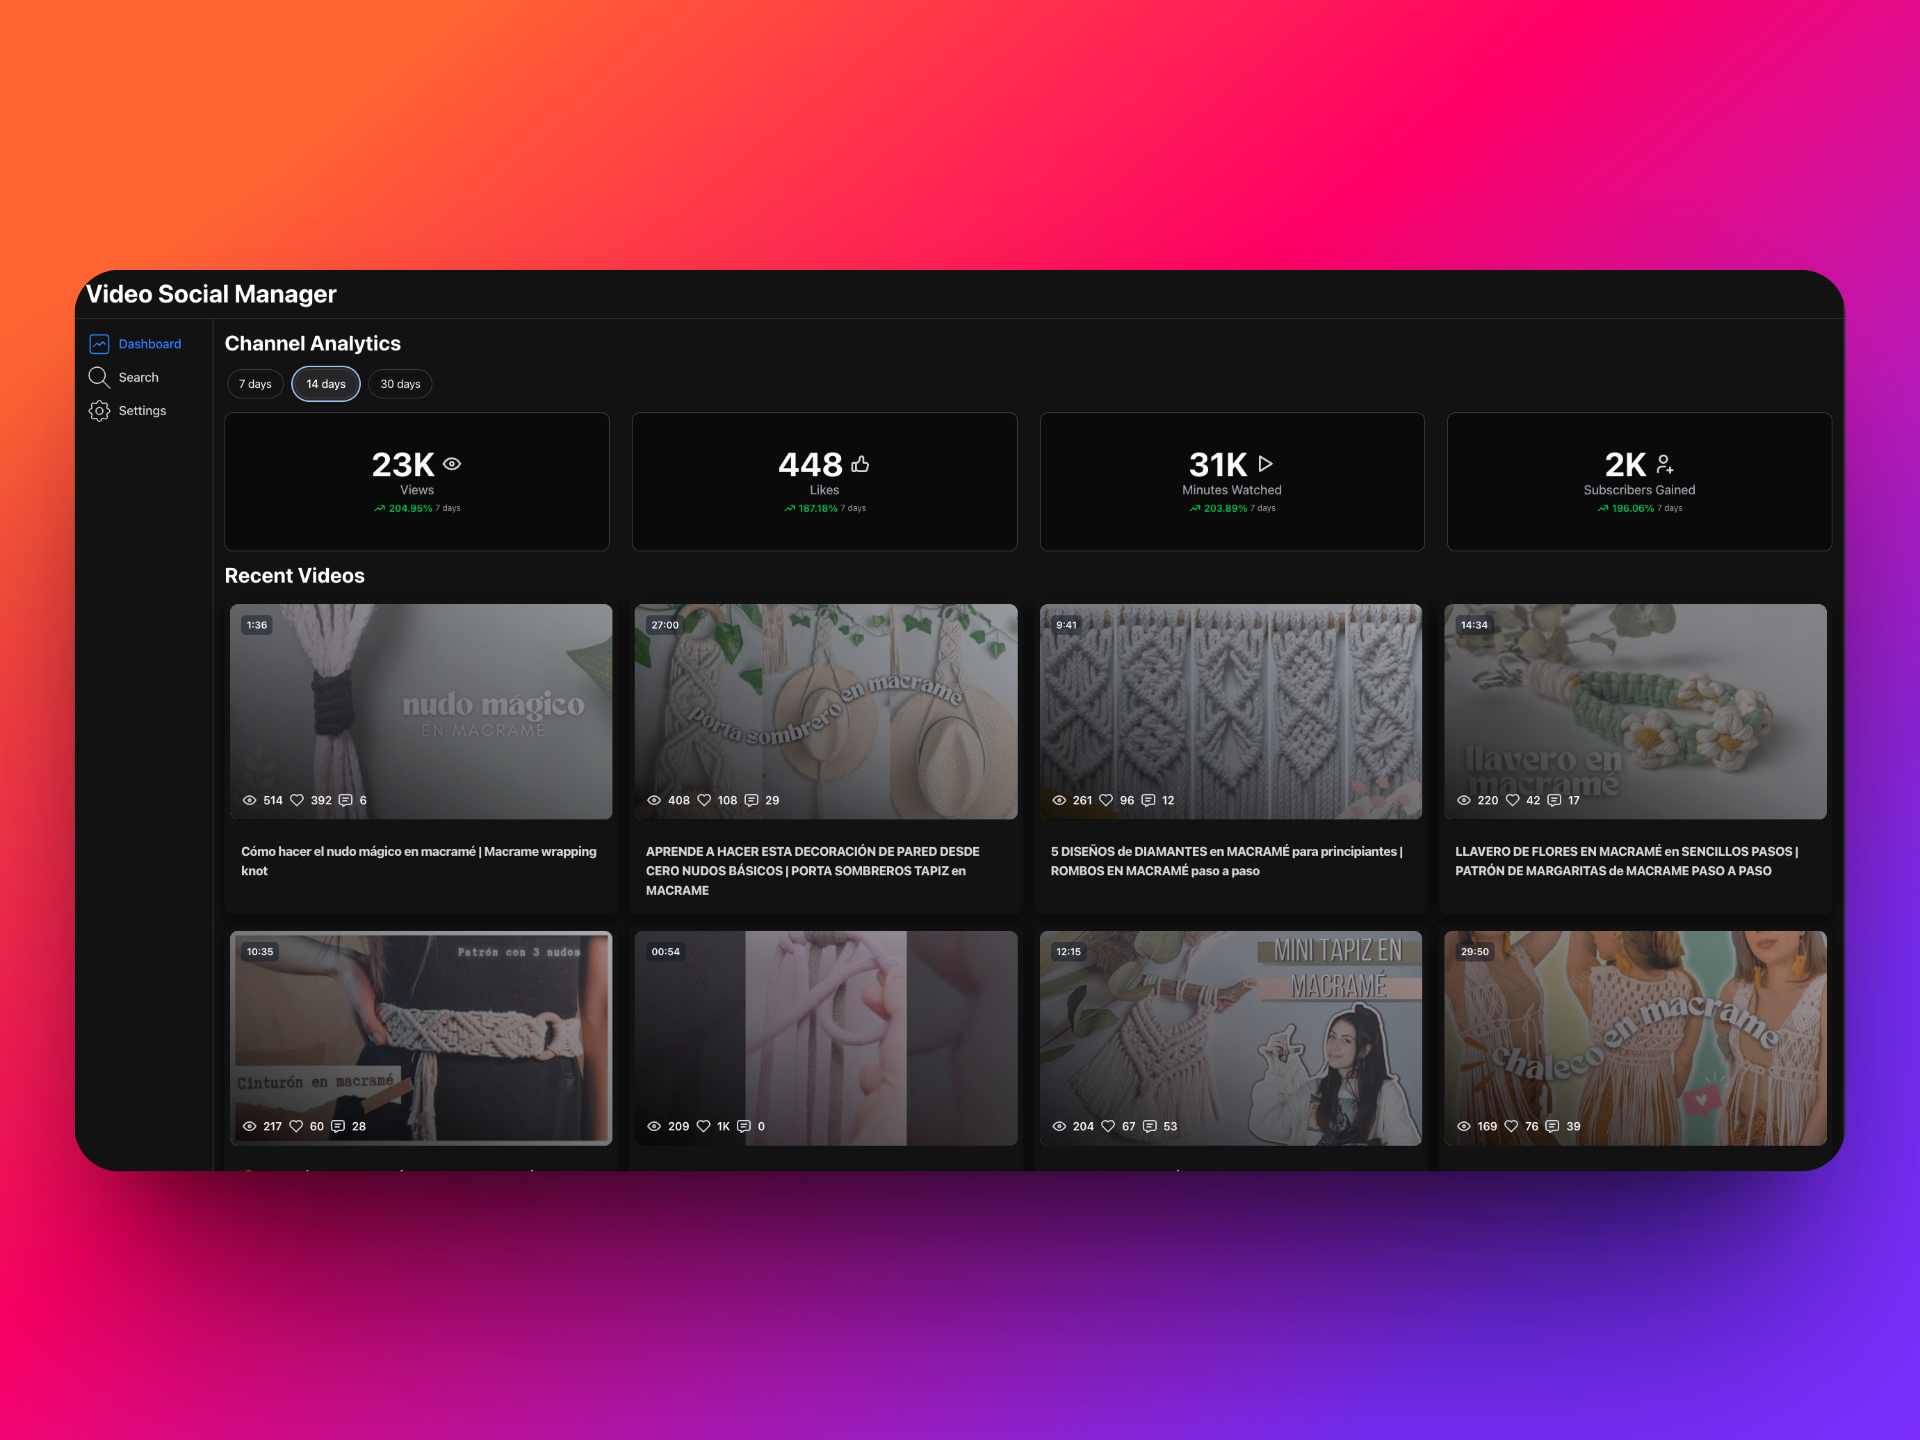 Video Social Manager
Dashboard
Search
Settings
Channel Analytics
7 days
14 days
30 days
23K
Views
204.95% 7 days
448
Likes
187.18% 7 days
31K
Minutes Watched
203.89% 7 days
2K
Subscribers Gained
196.06% 7 days
Recent Videos
1:36
nudo mágico
EN MACRAMÉ
514 392 6
Cómo hacer el nudo mágico en macramé | Macrame wrapping
knot
27:00
porta sombrero en macramé
408 108 29
APRENDE A HACER ESTA DECORACIÓN DE PARED DESDE
CERO NUDOS BÁSICOS | PORTA SOMBREROS TAPIZ en
MACRAME
9:41
261 96 12
5 DISEÑOS de DIAMANTES en MACRAMÉ para principiantes |
ROMBOS EN MACRAMÉ paso a paso
14:34
llavero en
macramé
220 42 17
LLAVERO DE FLORES EN MACRAMÉ en SENCILLOS PASOS |
PATRÓN DE MARGARITAS de MACRAME PASO A PASO
10:35
Patrón con 3 nudos
Cinturón en macramé
217 60 28
00:54
209 1K 0
12:15
MINI TAPIZ EN
MACRAMÉ
204 67 53
29:50
chaleco en macrame
169 76 39